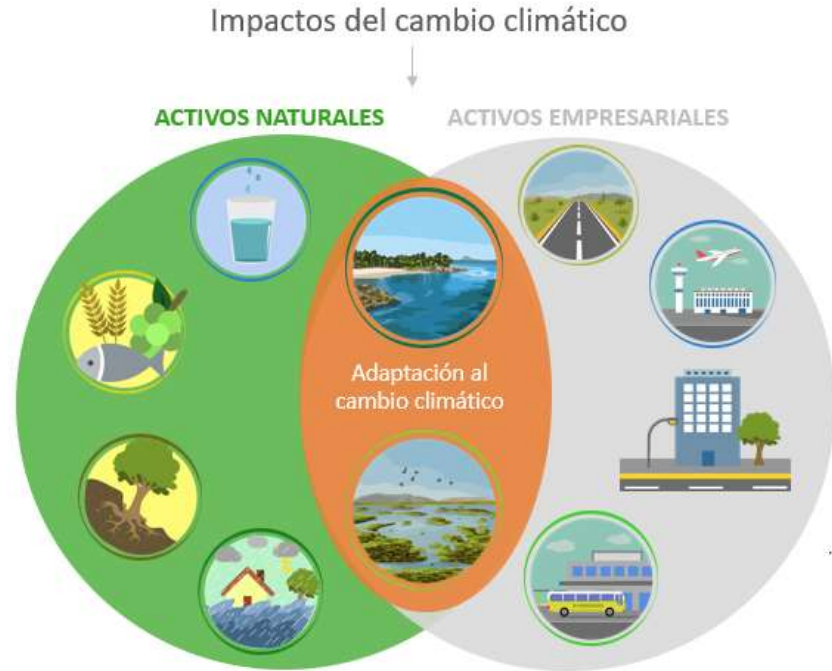 Impactos del cambio climático
ACTIVOS NATURALES
ACTIVOS EMPRESARIALES
Adaptación al
cambio climático